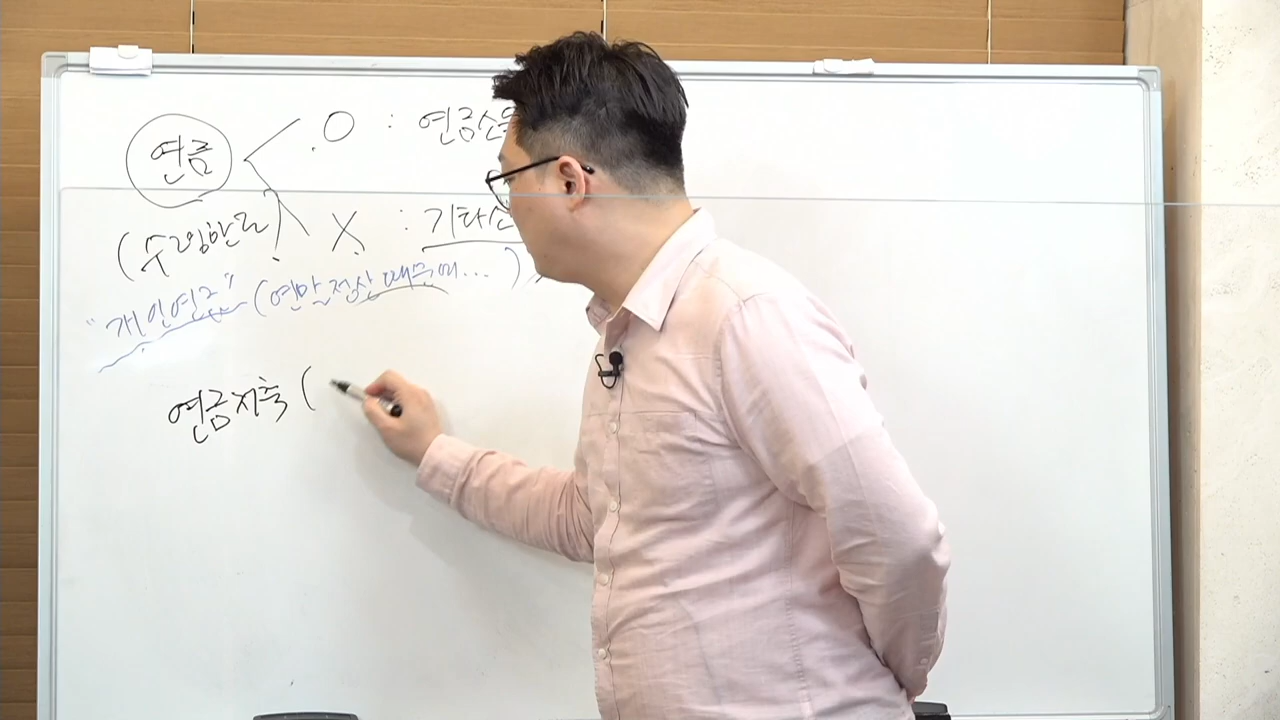 연금 O : 연금소득
(수령한도) X : 기타소
"개인연금" (연말정산 때문에...)
연금저축 (